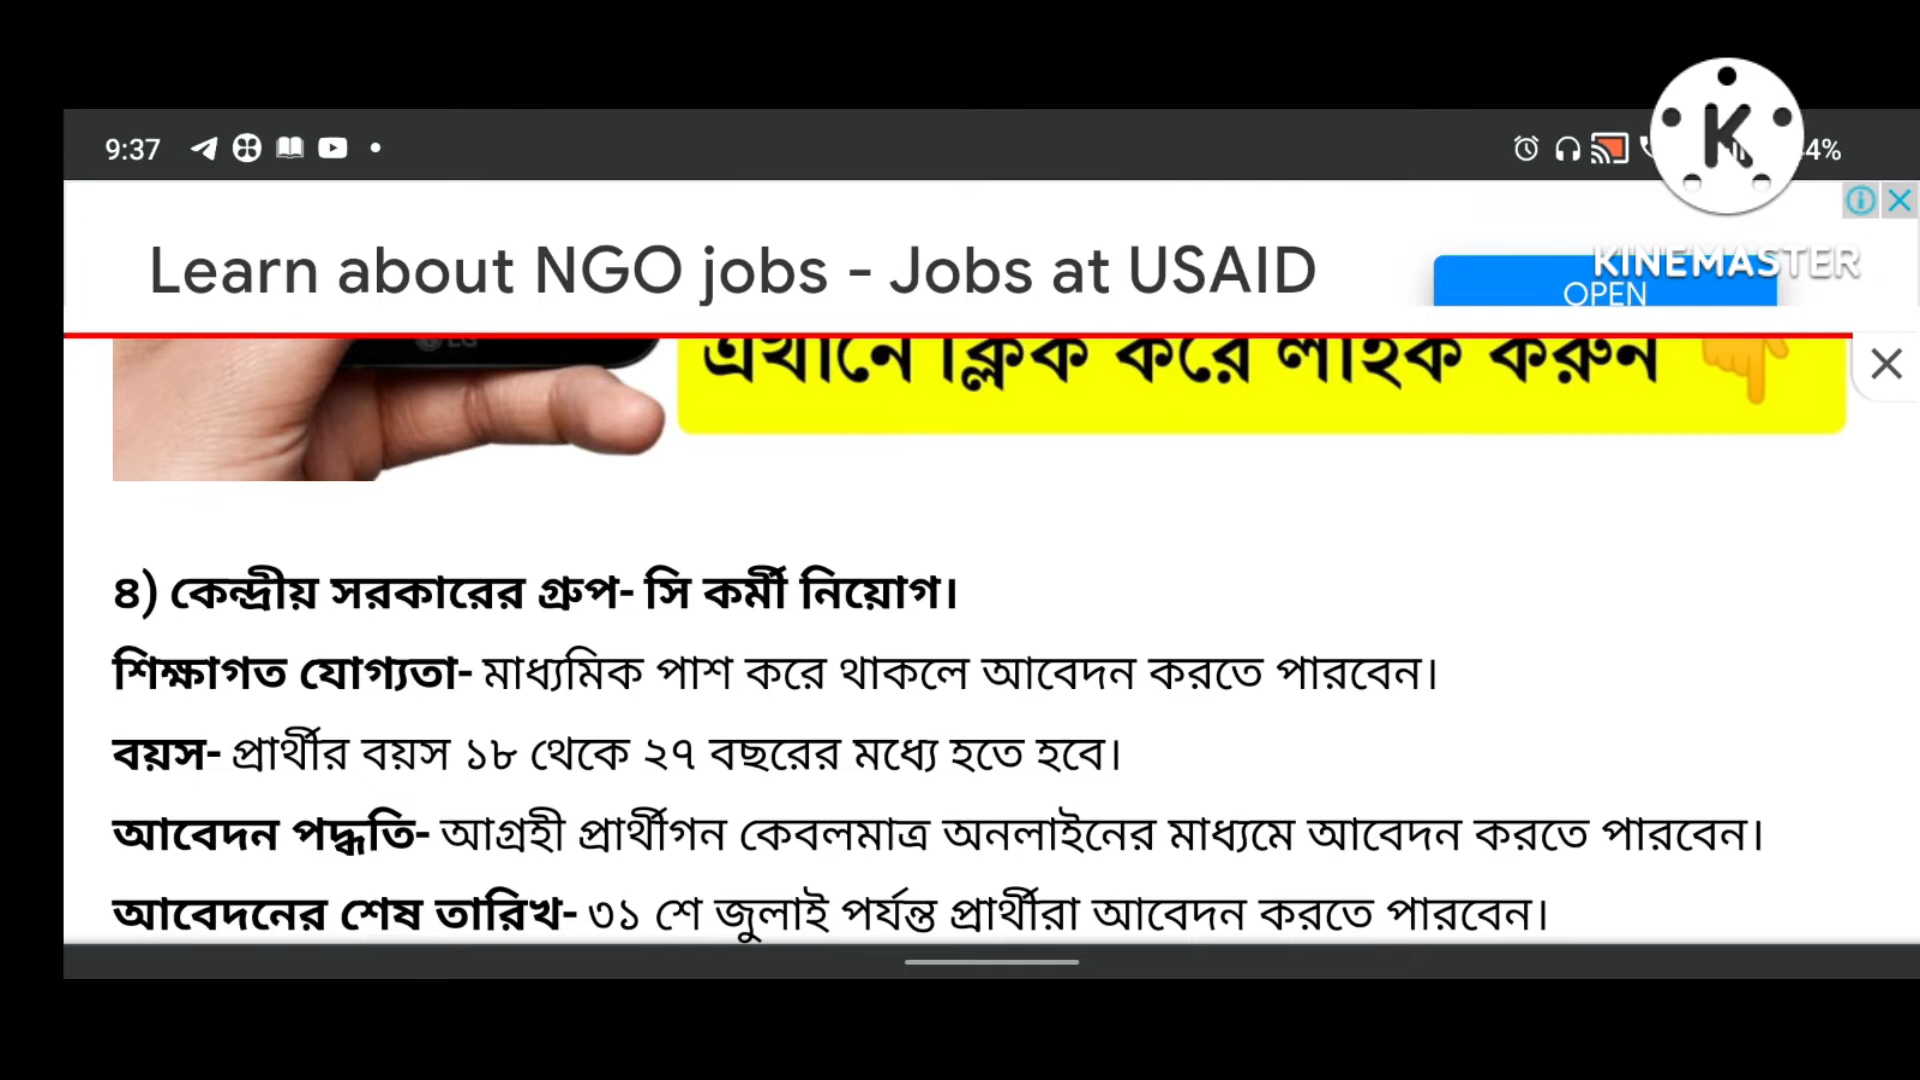 9:37
4%
K
KINEMASTER
Learn about NGO jobs - Jobs at USAID
OPEN
LG
এখানে ক্লিক করে লাইক করুন
৪) কেন্দ্রীয় সরকারের গ্রুপ- সি কর্মী নিয়োগ।
শিক্ষাগত যোগ্যতা- মাধ্যমিক পাশ করে থাকলে আবেদন করতে পারবেন।
বয়স- প্রার্থীর বয়স ১৮ থেকে ২৭ বছরের মধ্যে হতে হবে।
আবেদন পদ্ধতি- আগ্রহী প্রার্থীগন কেবলমাত্র অনলাইনের মাধ্যমে আবেদন করতে পারবেন।
আবেদনের শেষ তারিখ- ৩১ শে জুলাই পর্যন্ত প্রার্থীরা আবেদন করতে পারবেন।